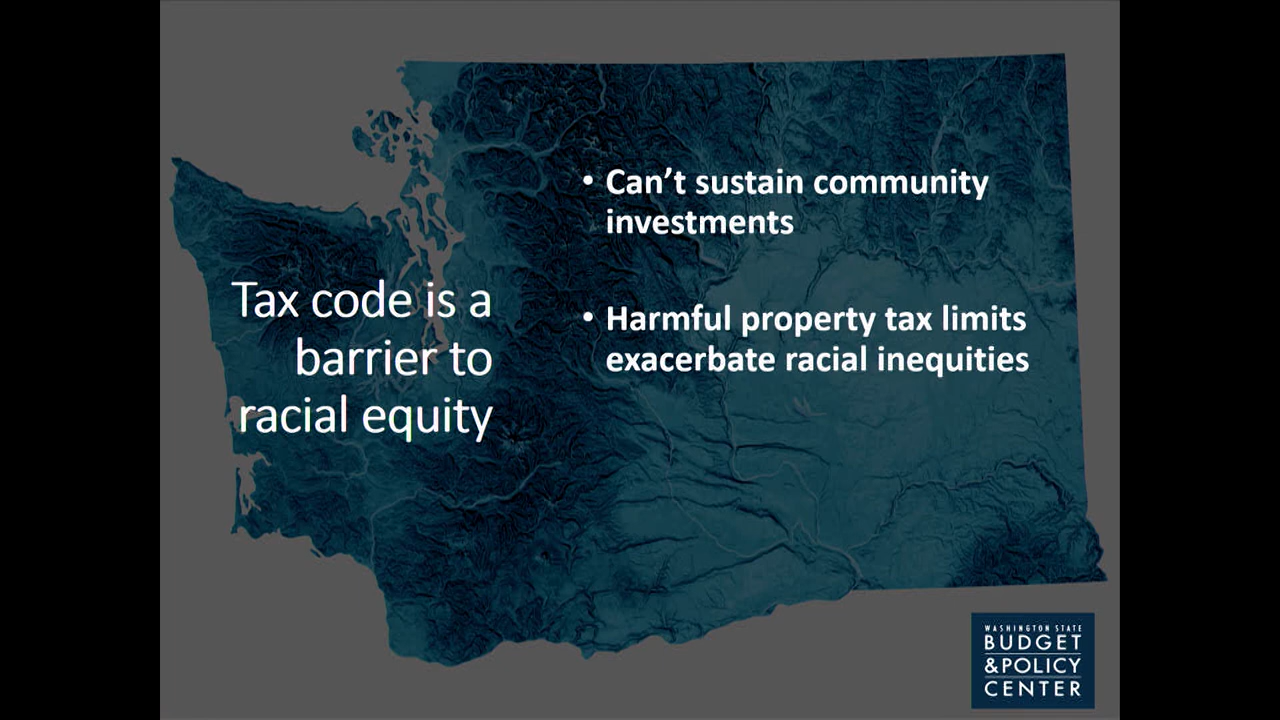 Tax code is a
barrier to
racial equity
• Can't sustain community
investments
• Harmful property tax limits
exacerbate racial inequities
WASHINGTON STATE
BUDGET
&POLICY
CENTER